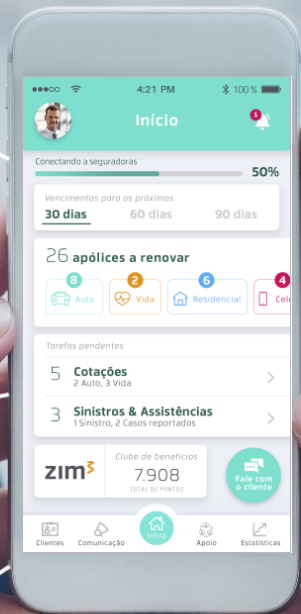 4:21 PM
100%
Início
1
Conectando a seguradoras
50%
Vencimentos para os próximos
30 dias 60 dias 90 dias
26 apólices a renovar
8 2 6 4
Auto Vida Residencial Cel
Tarefas pendentes
5 Cotações
2 Auto, 3 Vida
3 Sinistros & Assistências
1 Sinistro, 2 Casos reportados
zım3
Clube de benefícios
7.908
TOTAL DE PONTOS
Fale com
o cliente
Clientes Comunicação Início Apoio Estatísticas